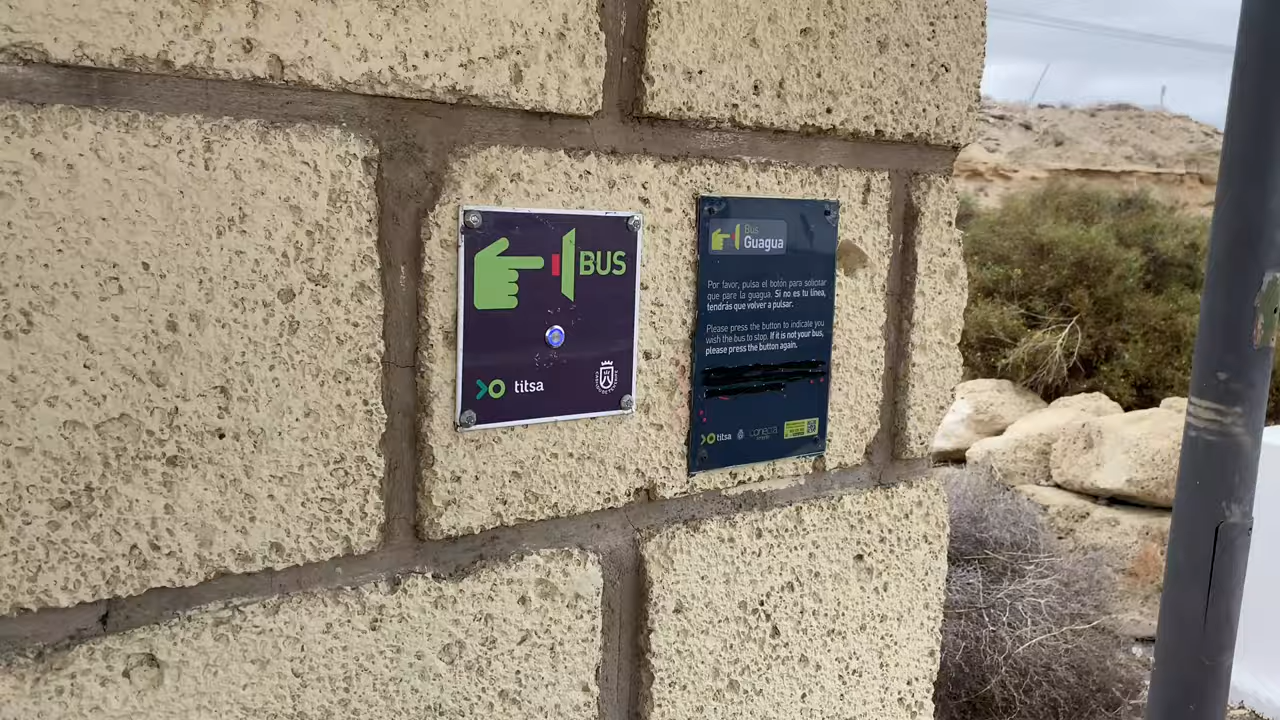 BUS
titsa
Bus
Guagua
Por favor, pulsa el botón para solicitar
que pare la guagua. Si no es tu línea,
tendrás que volver a pulsar.
Please press the button to indicate you
wish the bus to stop. If it is not your bus,
please press the button again.
titsa
conecta